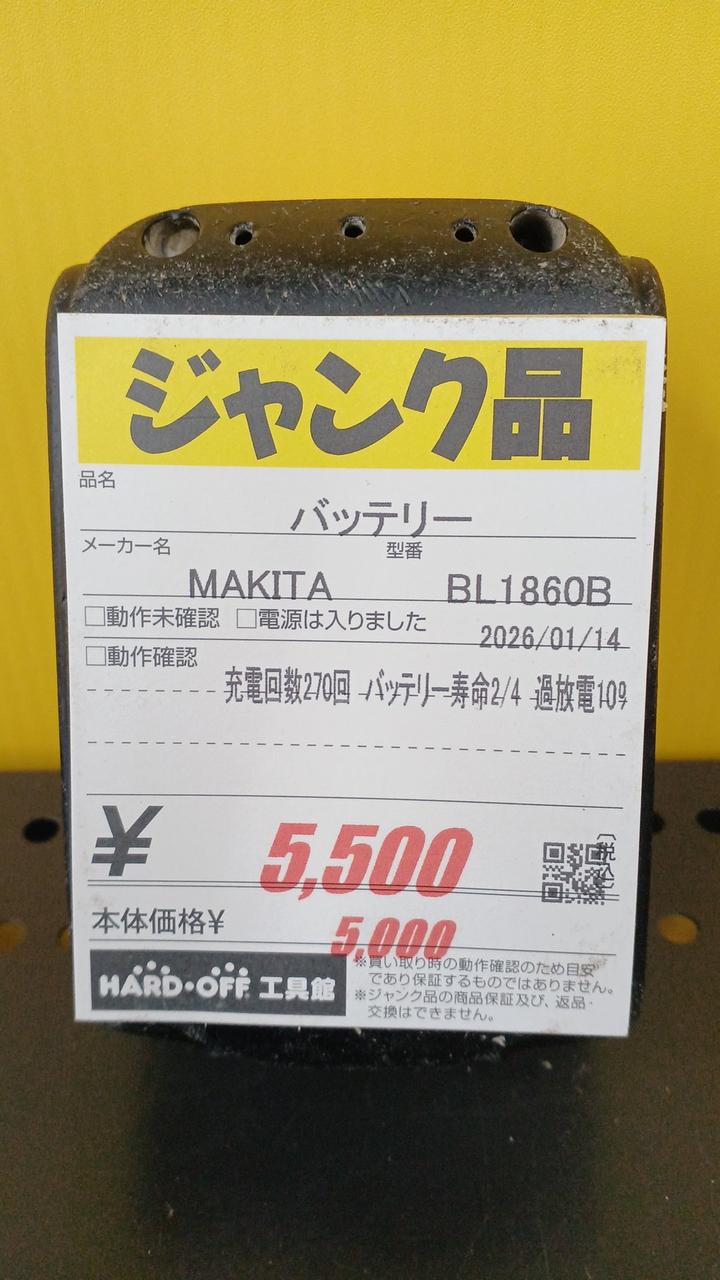 ジャンク品
品名
バッテリー
メーカー名 型番
MAKITA BL1860B
□動作未確認 □電源は入りました
2026/01/14
□動作確認
充電回数270回 バッテリー寿命2/4 過放電10%
¥ 5,500 (税込)
本体価格¥ 5,000
HARD・OFF 工具館
※買い取り時の動作確認のため目安
であり保証するものではありません。
※ジャンク品の商品保証及び、返品・
交換はできません。